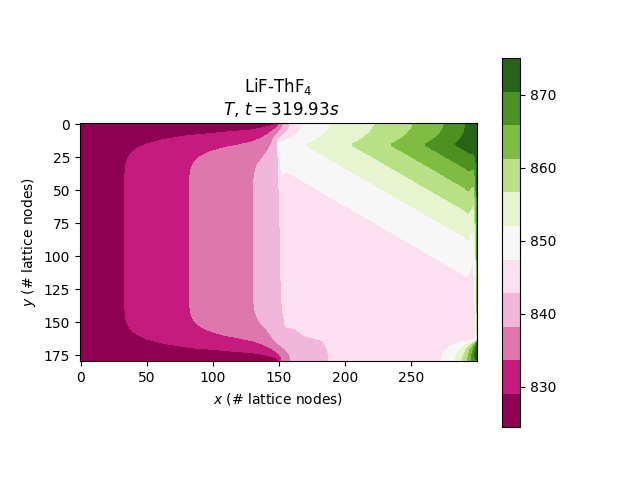 LiF-ThF₄
T, t = 319.93s
0
25
50
75
100
125
150
175
y (# lattice nodes)
0 50 100 150 200 250
x (# lattice nodes)
870
860
850
840
830